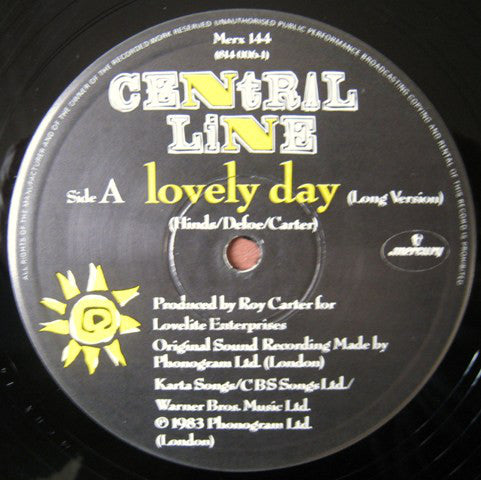 ALL RIGHTS OF THE MANUFACTURER AND OF THE OWNER OF THE RECORDED WORK RESERVED UNAUTHORISED PUBLIC PERFORMANCE BROADCASTING COPYING AND RENTAL OF THIS RECORD IS PROHIBITED
Merx 144
(814 006-1)
CENTRAL
LINE
Side A lovely day (Long Version)
(Hinds/Defoe/Carter)
mercury
Produced by Roy Carter for
Lovelite Enterprises
Original Sound Recording Made by
Phonogram Ltd. (London)
Karta Songs/CBS Songs Ltd./
Warner Bros. Music Ltd.
© 1983 Phonogram Ltd.
(London)